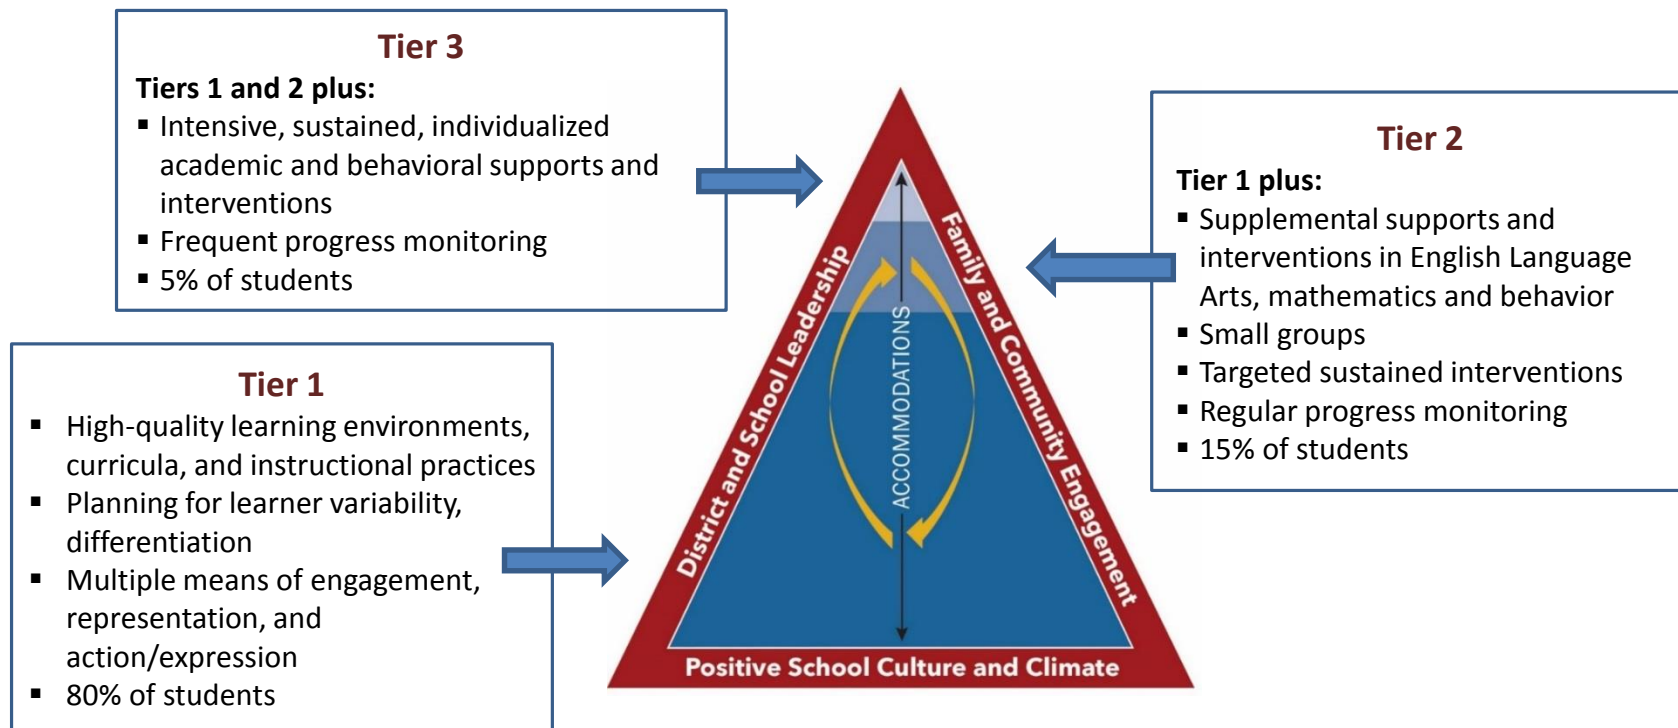 Tier 3
Tiers 1 and 2 plus:
▪ Intensive, sustained, individualized
academic and behavioral supports and
interventions
▪ Frequent progress monitoring
▪ 5% of students
Tier 2
Tier 1 plus:
▪ Supplemental supports and
interventions in English Language
Arts, mathematics and behavior
▪ Small groups
▪ Targeted sustained interventions
▪ Regular progress monitoring
▪ 15% of students
Tier 1
▪ High-quality learning environments,
curricula, and instructional practices
▪ Planning for learner variability,
differentiation
▪ Multiple means of engagement,
representation, and
action/expression
▪ 80% of students
District and School Leadership
ACCOMMODATIONS
Family and Community Engagement
Positive School Culture and Climate